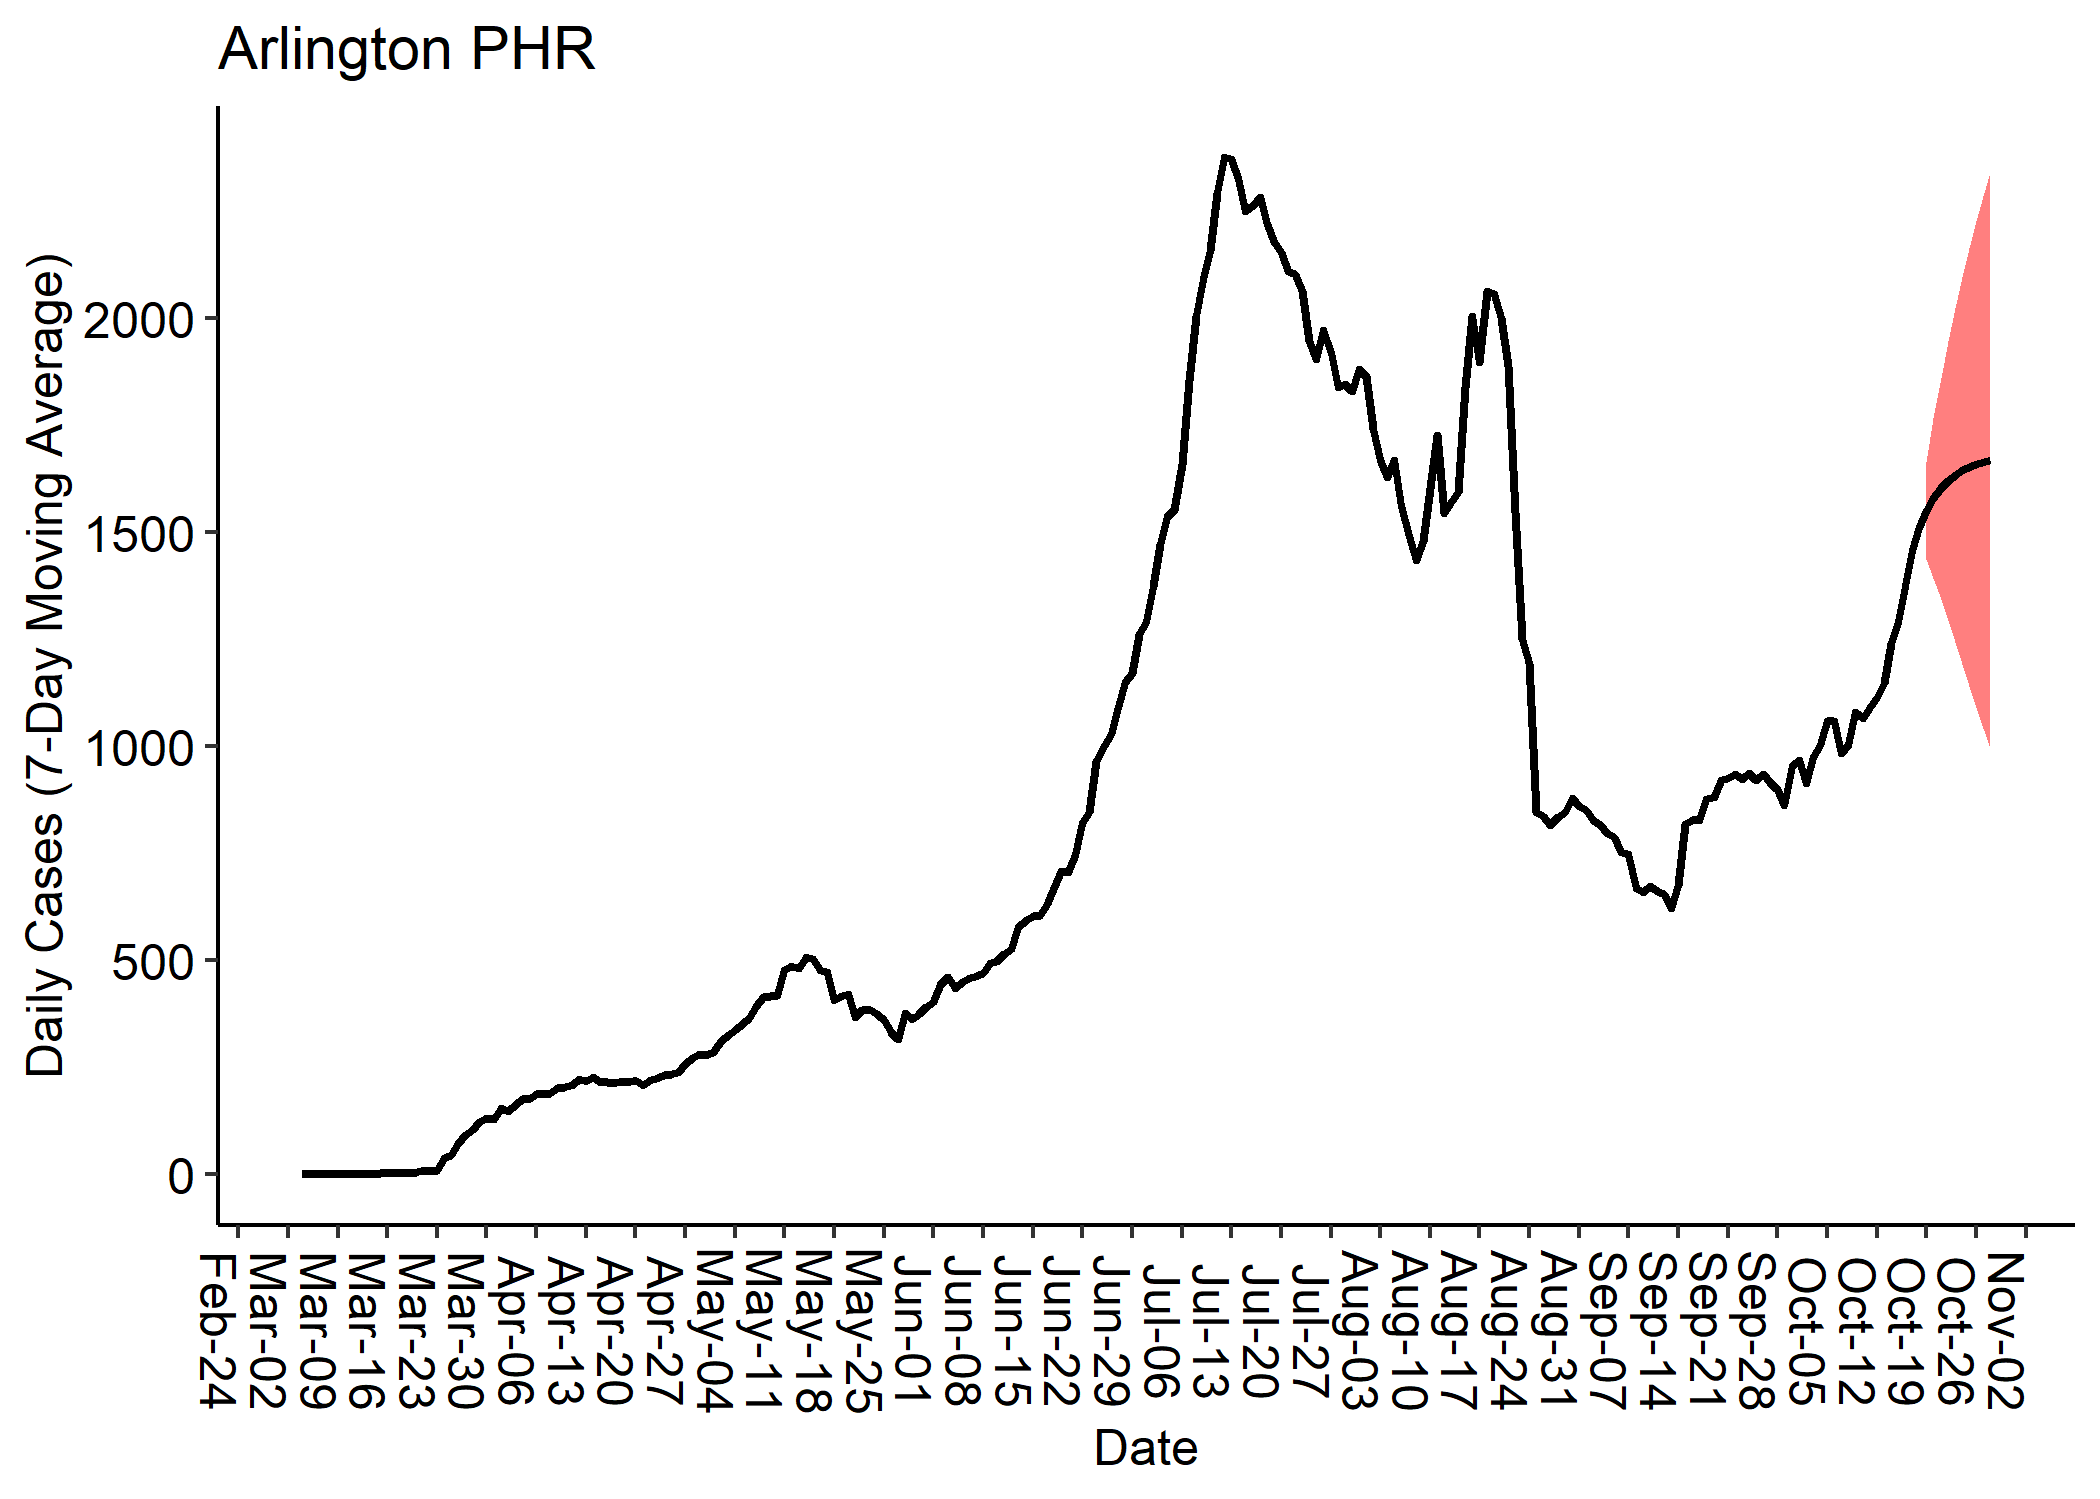 Arlington PHR
Daily Cases (7-Day Moving Average)
2000
1500
1000
500
0
Feb-24
Mar-02
Mar-09
Mar-16
Mar-23
Mar-30
Apr-06
Apr-13
Apr-20
Apr-27
May-04
May-11
May-18
May-25
Jun-01
Jun-08
Jun-15
Jun-22
Jun-29
Jul-06
Jul-13
Jul-20
Jul-27
Aug-03
Aug-10
Aug-17
Aug-24
Aug-31
Sep-07
Sep-14
Sep-21
Sep-28
Oct-05
Oct-12
Oct-19
Oct-26
Nov-02
Date